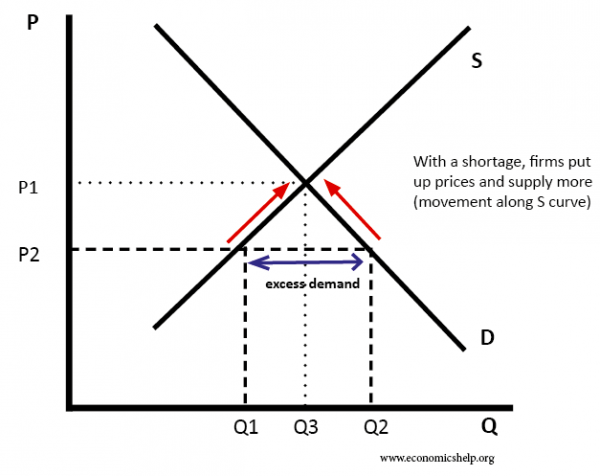 P
S
P1
With a shortage, firms put
up prices and supply more
(movement along S curve)
P2
excess demand
D
Q1 Q3 Q2 Q
www.economicshelp.org